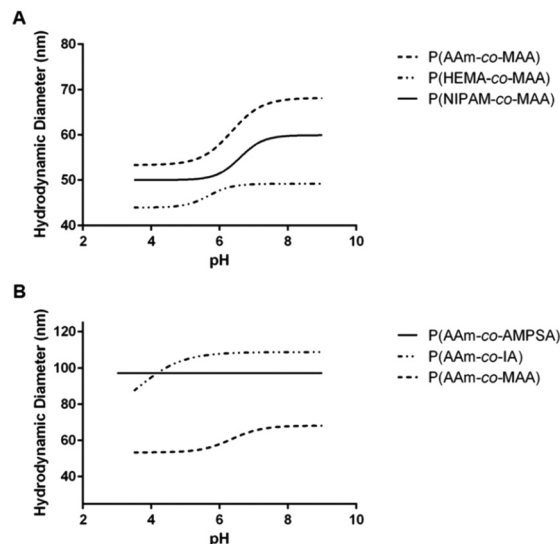 A
Hydrodynamic Diameter (nm)
80
70
60
50
40
2 4 6 8 10
pH
P(AAm-co-MAA)
P(HEMA-co-MAA)
P(NIPAM-co-MAA)
B
Hydrodynamic Diameter (nm)
120
100
80
60
40
2 4 6 8 10
pH
P(AAm-co-AMPSA)
P(AAm-co-IA)
P(AAm-co-MAA)